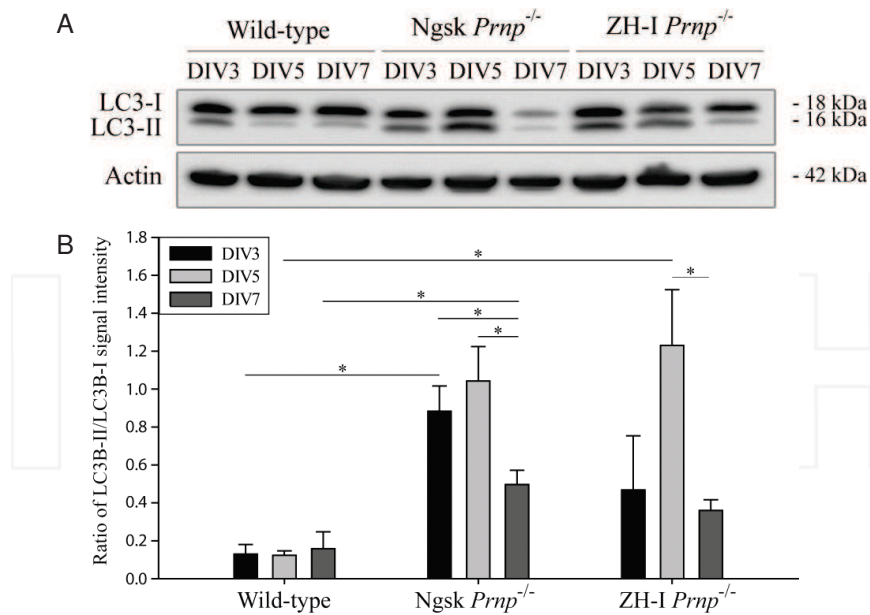 A
Wild-type Ngsk Prnp-/- ZH-I Prnp-/-
DIV3 DIV5 DIV7 DIV3 DIV5 DIV7 DIV3 DIV5 DIV7
LC3-I - 18 kDa
LC3-II - 16 kDa
Actin - 42 kDa
B
Ratio of LC3B-II/LC3B-I signal intensity
1.8
1.6
1.4
1.2
1.0
0.8
0.6
0.4
0.2
0.0
DIV3
DIV5
DIV7
*
*
*
*
*
*
Wild-type Ngsk Prnp-/- ZH-I Prnp-/-